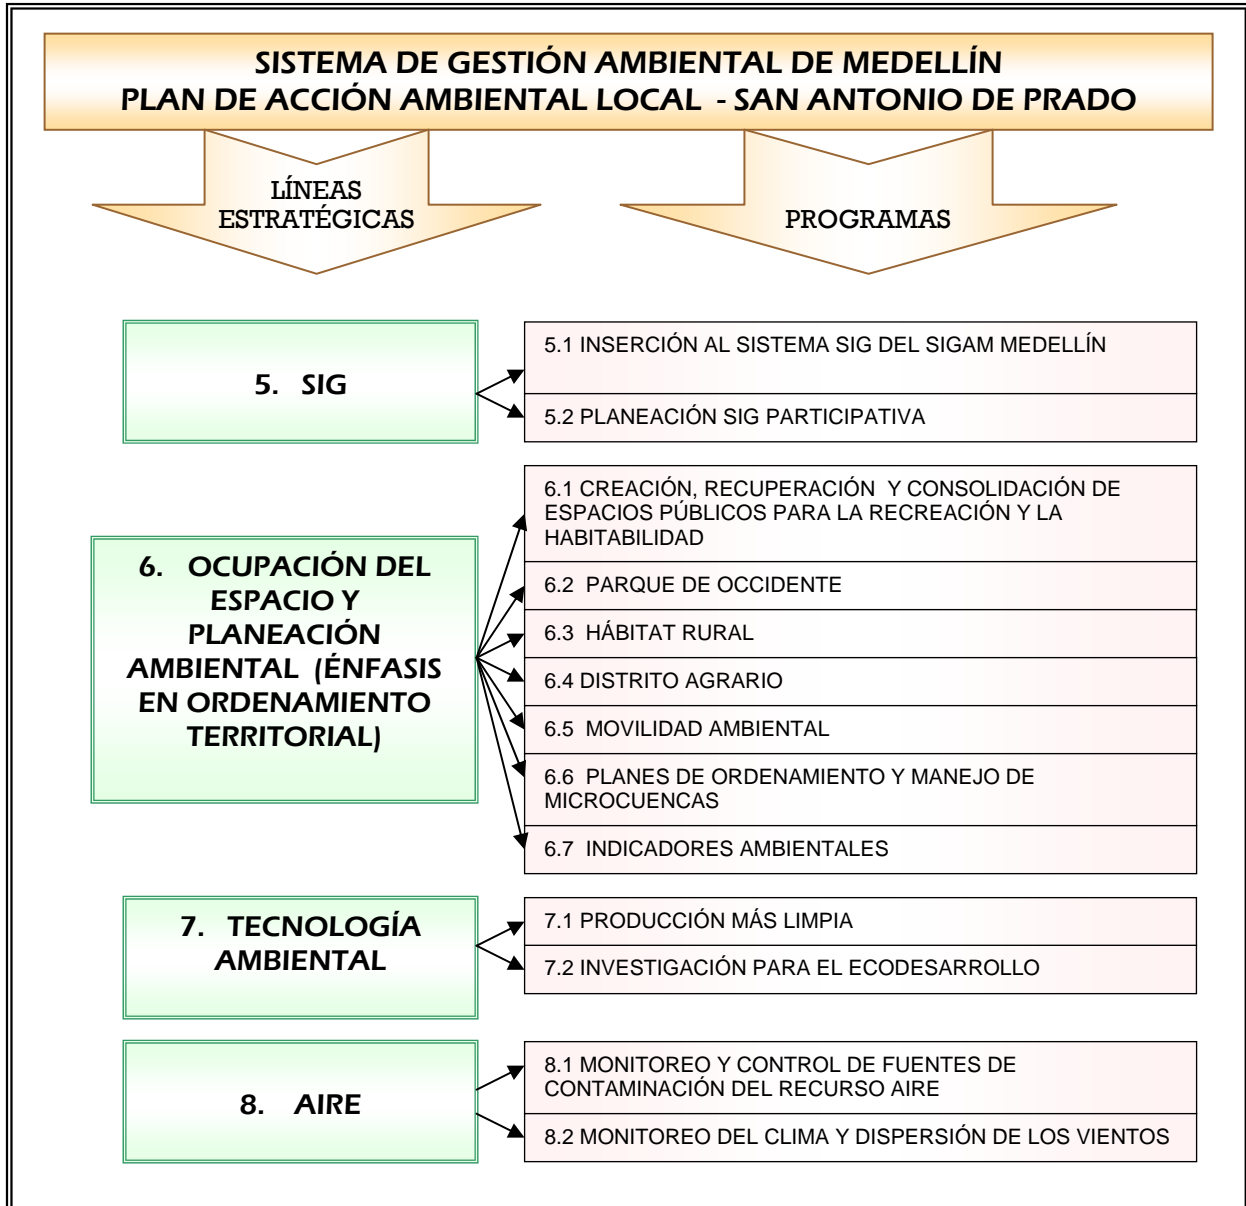 SISTEMA DE GESTIÓN AMBIENTAL DE MEDELLÍN
PLAN DE ACCIÓN AMBIENTAL LOCAL - SAN ANTONIO DE PRADO
LÍNEAS
ESTRATÉGICAS
PROGRAMAS
5. SIG
5.1 INSERCIÓN AL SISTEMA SIG DEL SIGAM MEDELLÍN
5.2 PLANEACIÓN SIG PARTICIPATIVA
6. OCUPACIÓN DEL
ESPACIO Y
PLANEACIÓN
AMBIENTAL (ÉNFASIS
EN ORDENAMIENTO
TERRITORIAL)
6.1 CREACIÓN, RECUPERACIÓN Y CONSOLIDACIÓN DE
ESPACIOS PÚBLICOS PARA LA RECREACIÓN Y LA
HABITABILIDAD
6.2 PARQUE DE OCCIDENTE
6.3 HÁBITAT RURAL
6.4 DISTRITO AGRARIO
6.5 MOVILIDAD AMBIENTAL
6.6 PLANES DE ORDENAMIENTO Y MANEJO DE
MICROCUENCAS
6.7 INDICADORES AMBIENTALES
7. TECNOLOGÍA
AMBIENTAL
7.1 PRODUCCIÓN MÁS LIMPIA
7.2 INVESTIGACIÓN PARA EL ECODESARROLLO
8. AIRE
8.1 MONITOREO Y CONTROL DE FUENTES DE
CONTAMINACIÓN DEL RECURSO AIRE
8.2 MONITOREO DEL CLIMA Y DISPERSIÓN DE LOS VIENTOS